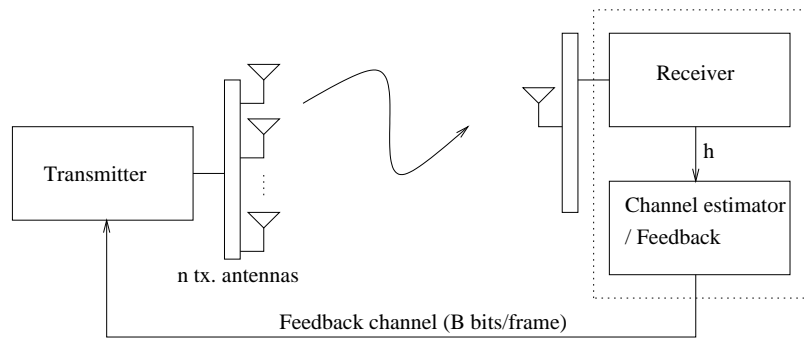 Transmitter
n tx. antennas
Receiver
h
Channel estimator
/ Feedback
Feedback channel (B bits/frame)